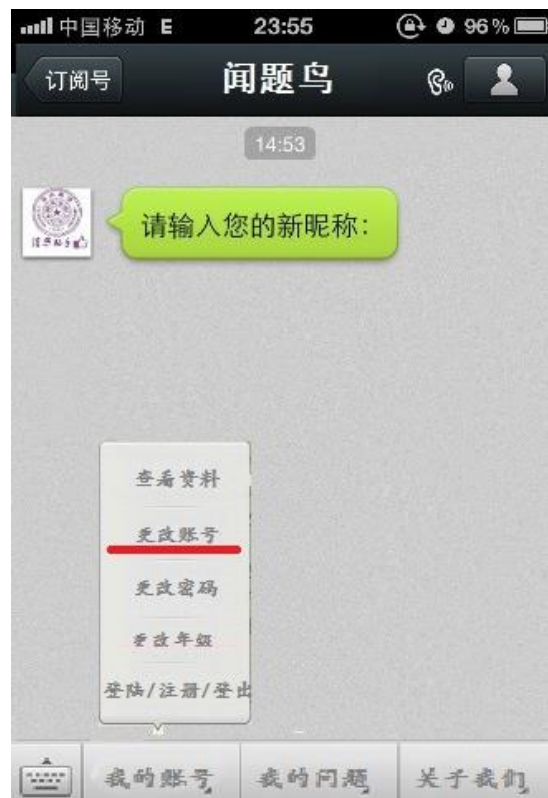 中国移动 E 23:55 96%
订阅号 闻题鸟
14:53
请输入您的新昵称：
查看资料
更改账号
更改密码
更改年级
登陆/注册/登出
我的账号 我的问题 关于我们